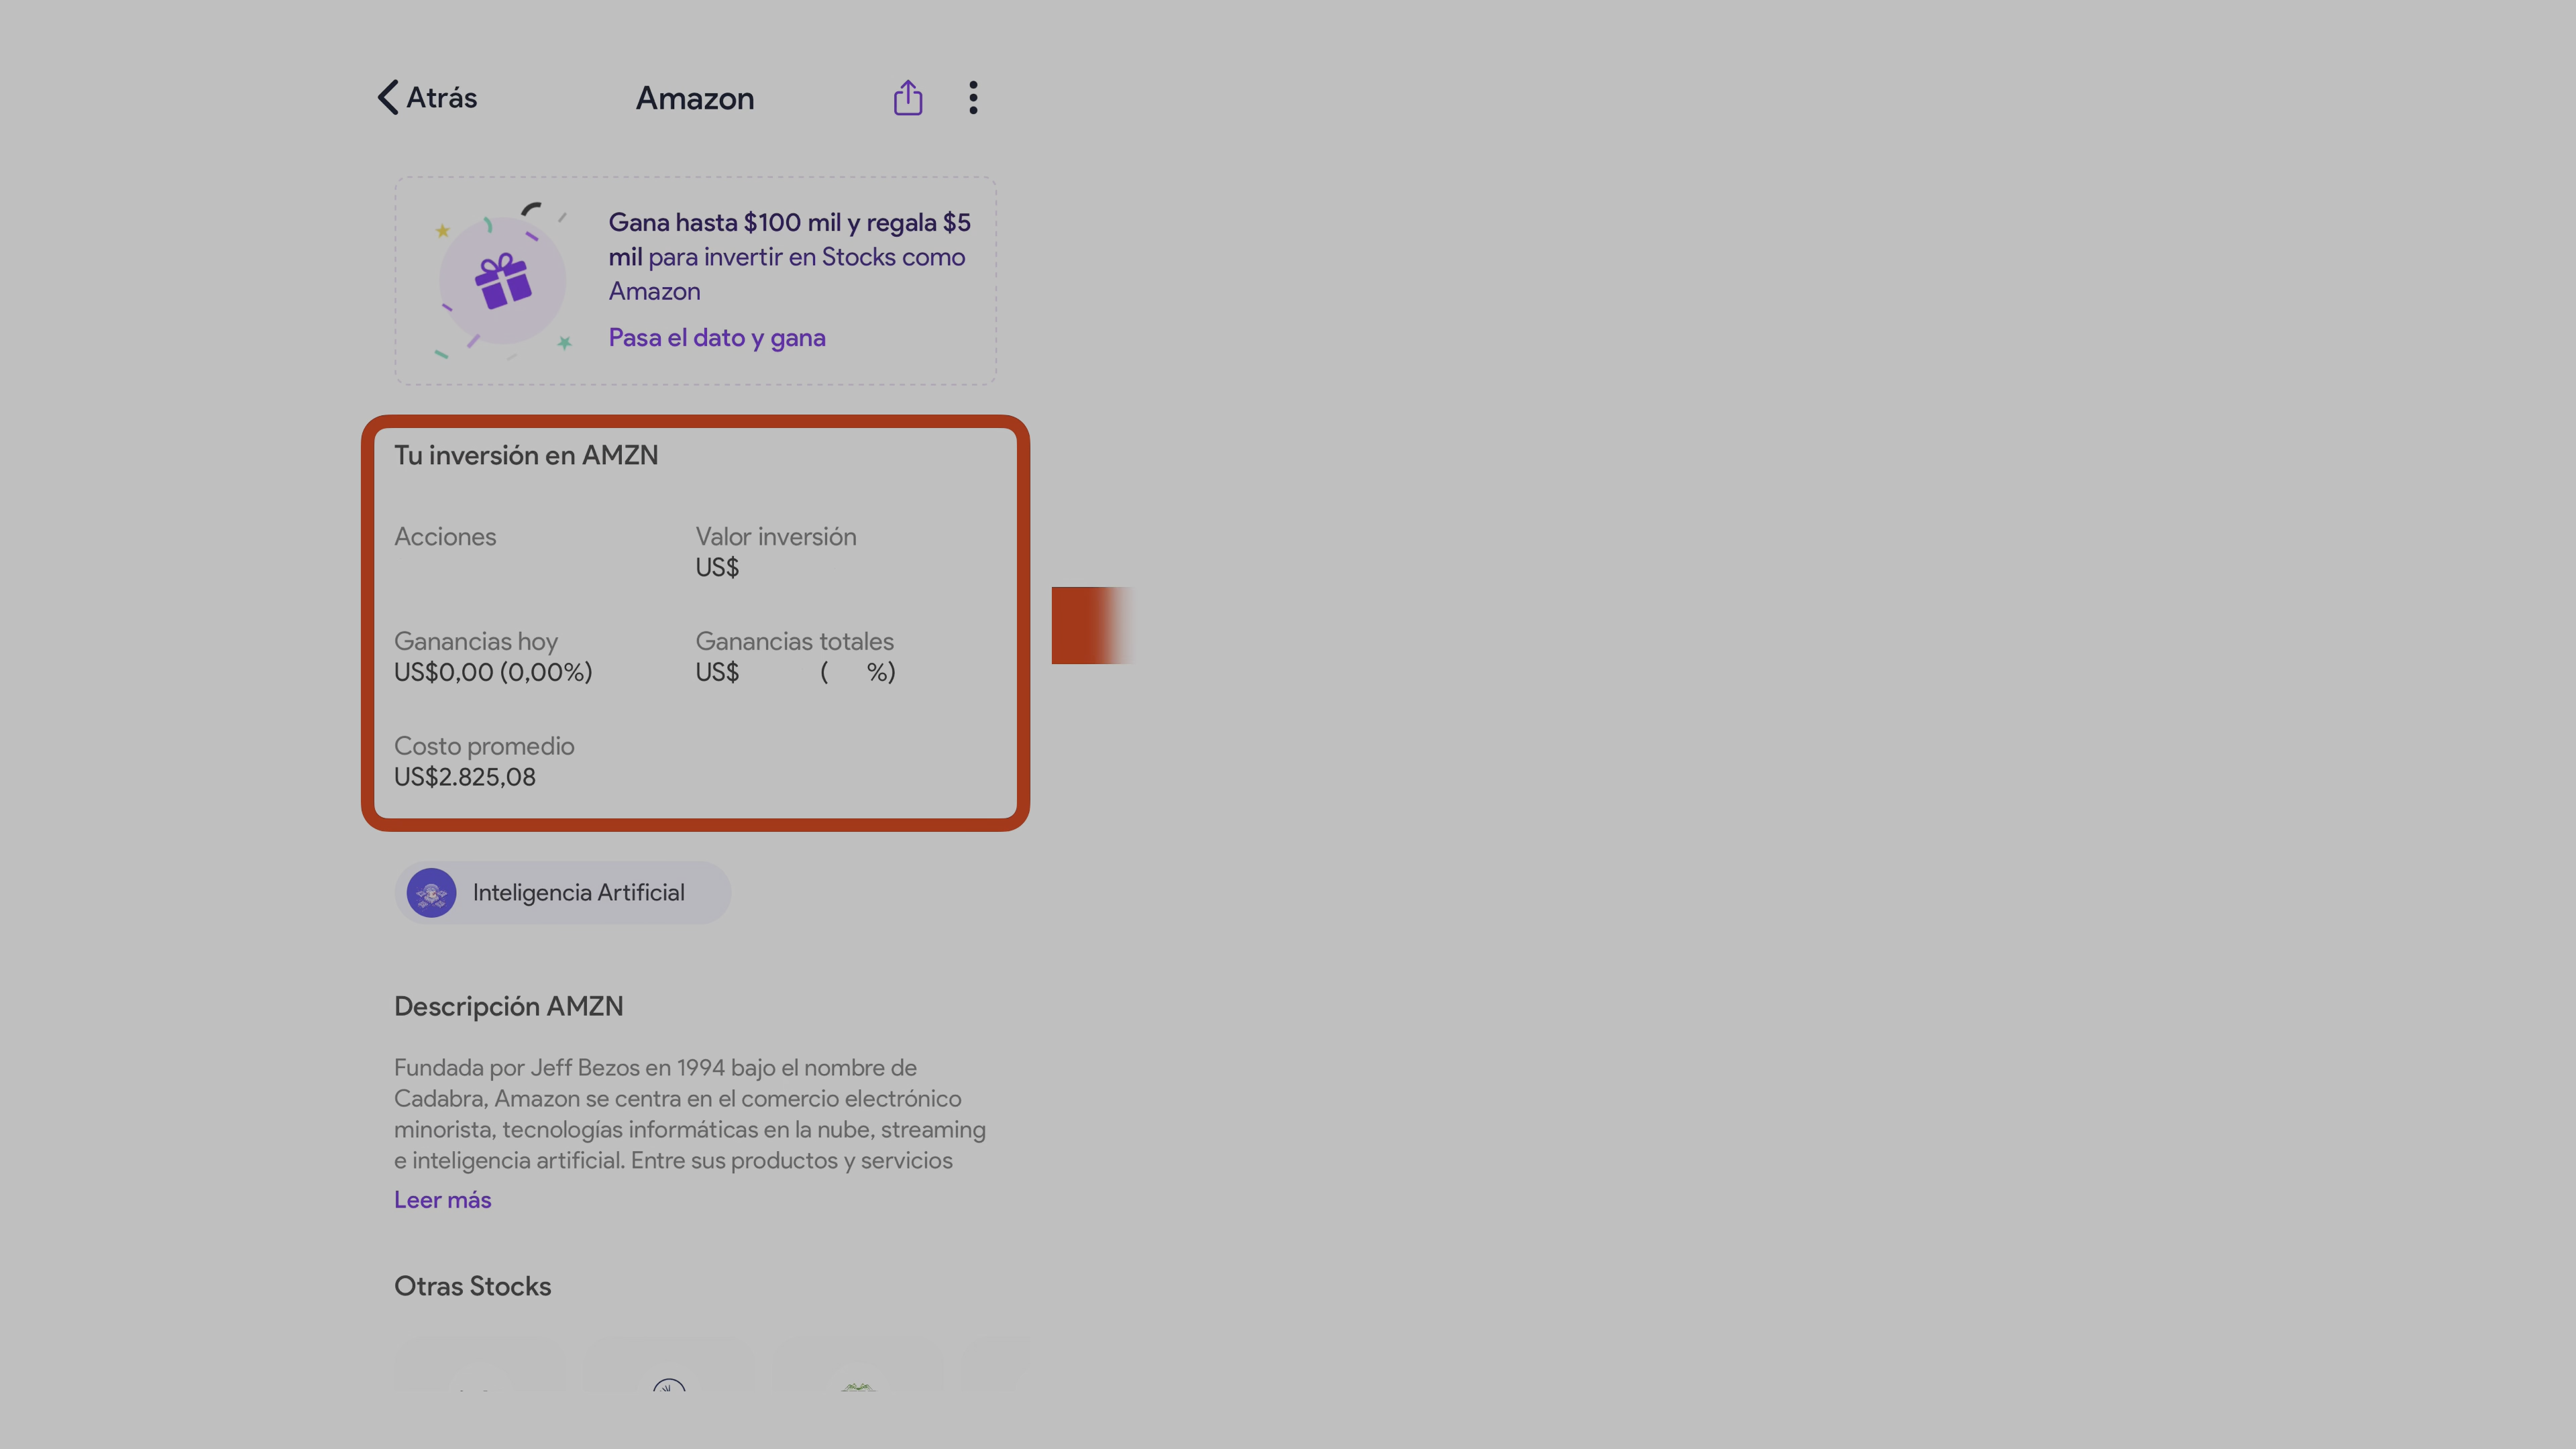 Atrás
Amazon
Gana hasta $100 mil y regala $5
mil para invertir en Stocks como
Amazon
Pasa el dato y gana
Tu inversión en AMZN
Acciones
Valor inversión
US$
Ganancias hoy
US$0,00 (0,00%)
Ganancias totales
US$ ( %)
Costo promedio
US$2.825,08
Inteligencia Artificial
Descripción AMZN
Fundada por Jeff Bezos en 1994 bajo el nombre de
Cadabra, Amazon se centra en el comercio electrónico
minorista, tecnologías informáticas en la nube, streaming
e inteligencia artificial. Entre sus productos y servicios
Leer más
Otras Stocks